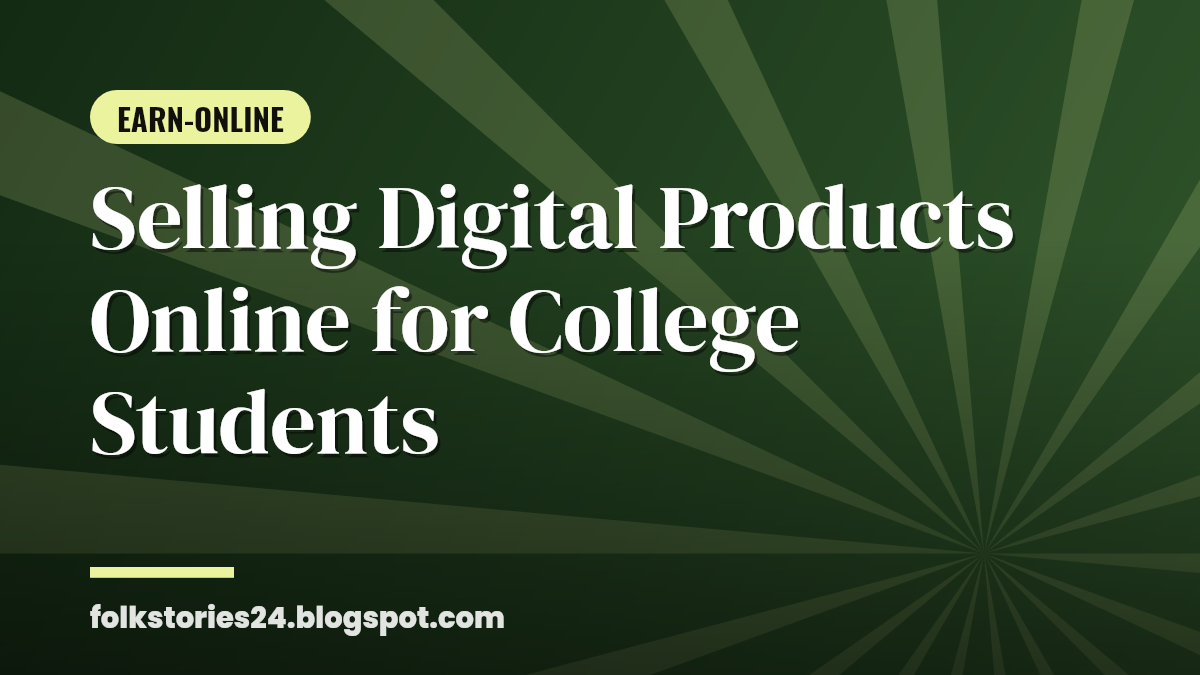 EARN-ONLINE
Selling Digital Products
Online for College
Students
folkstories24.blogspot.com